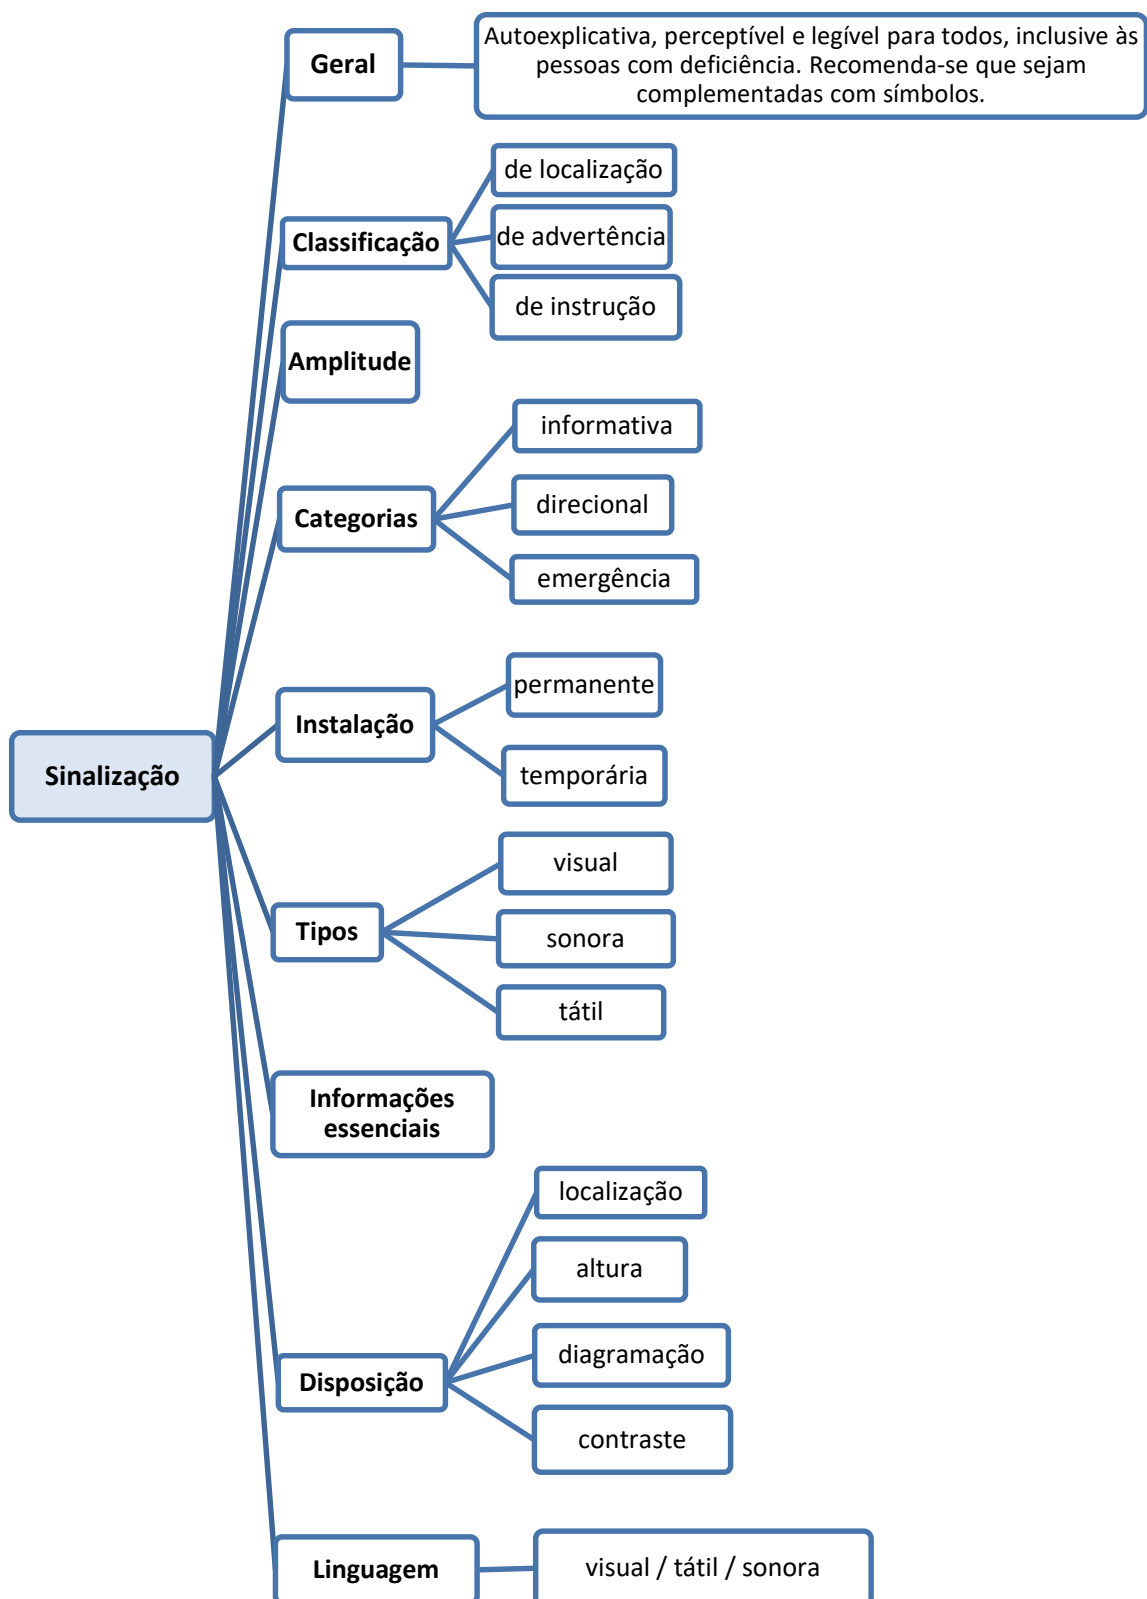 Geral
Autoexplicativa, perceptível e legível para todos, inclusive às
pessoas com deficiência. Recomenda-se que sejam
complementadas com símbolos.
de localização
Classificação
de advertência
de instrução
Amplitude
informativa
Categorias
direcional
emergência
permanente
Instalação
Sinalização
temporária
visual
Tipos
sonora
tátil
Informações
essenciais
localização
altura
diagramação
Disposição
contraste
Linguagem
visual / tátil / sonora